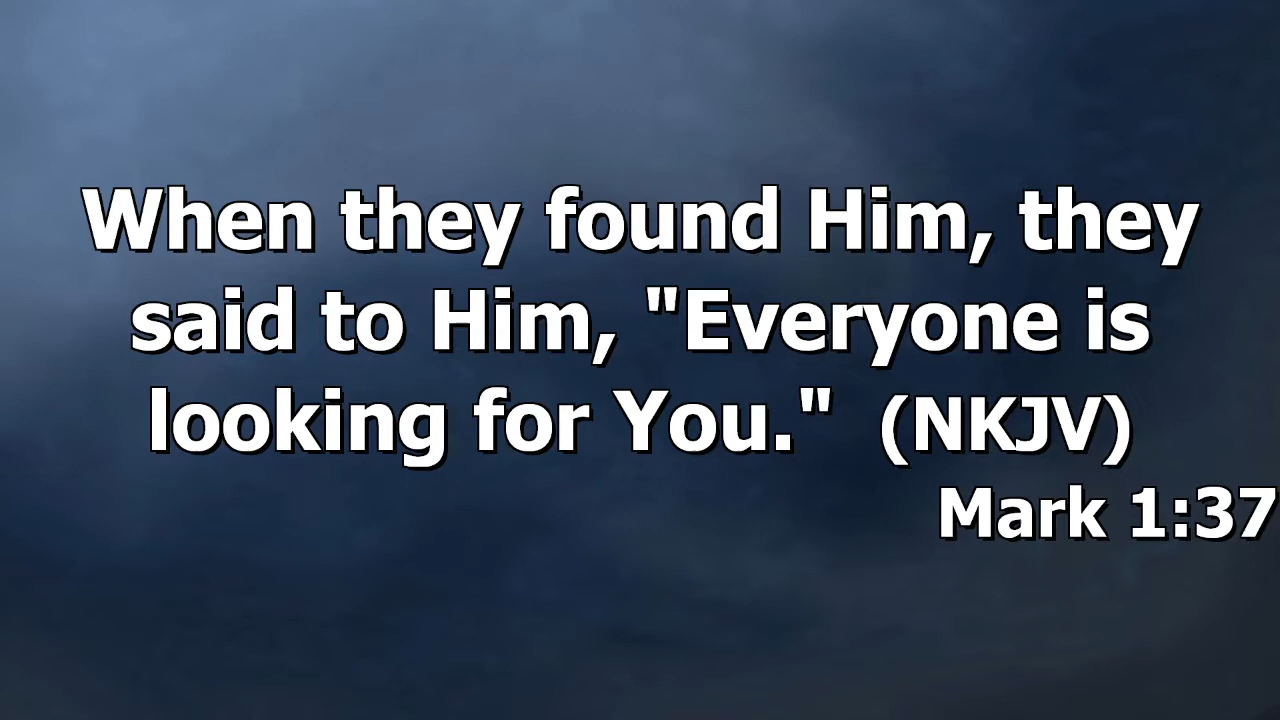 When they found Him, they
said to Him, "Everyone is
looking for You."  (NKJV)
Mark 1:37